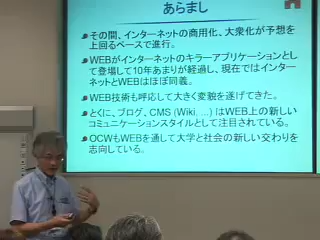 あらまし
その間、インターネットの商用化、大衆化が予想を
上回るペースで進行。
WEBがインターネットのキラーアプリケーションとし
て登場して10年あまりが経過し、現在ではインター
ネットとWEBはほぼ同義。
WEB技術も呼応して大きく変貌を遂げてきた。
とくに、ブログ、CMS (Wiki, ...) はWEB上の新しい
コミュニケーションスタイルとして注目されている。
OCWもWEBを通して大学と社会の新しい交わりを
志向している。